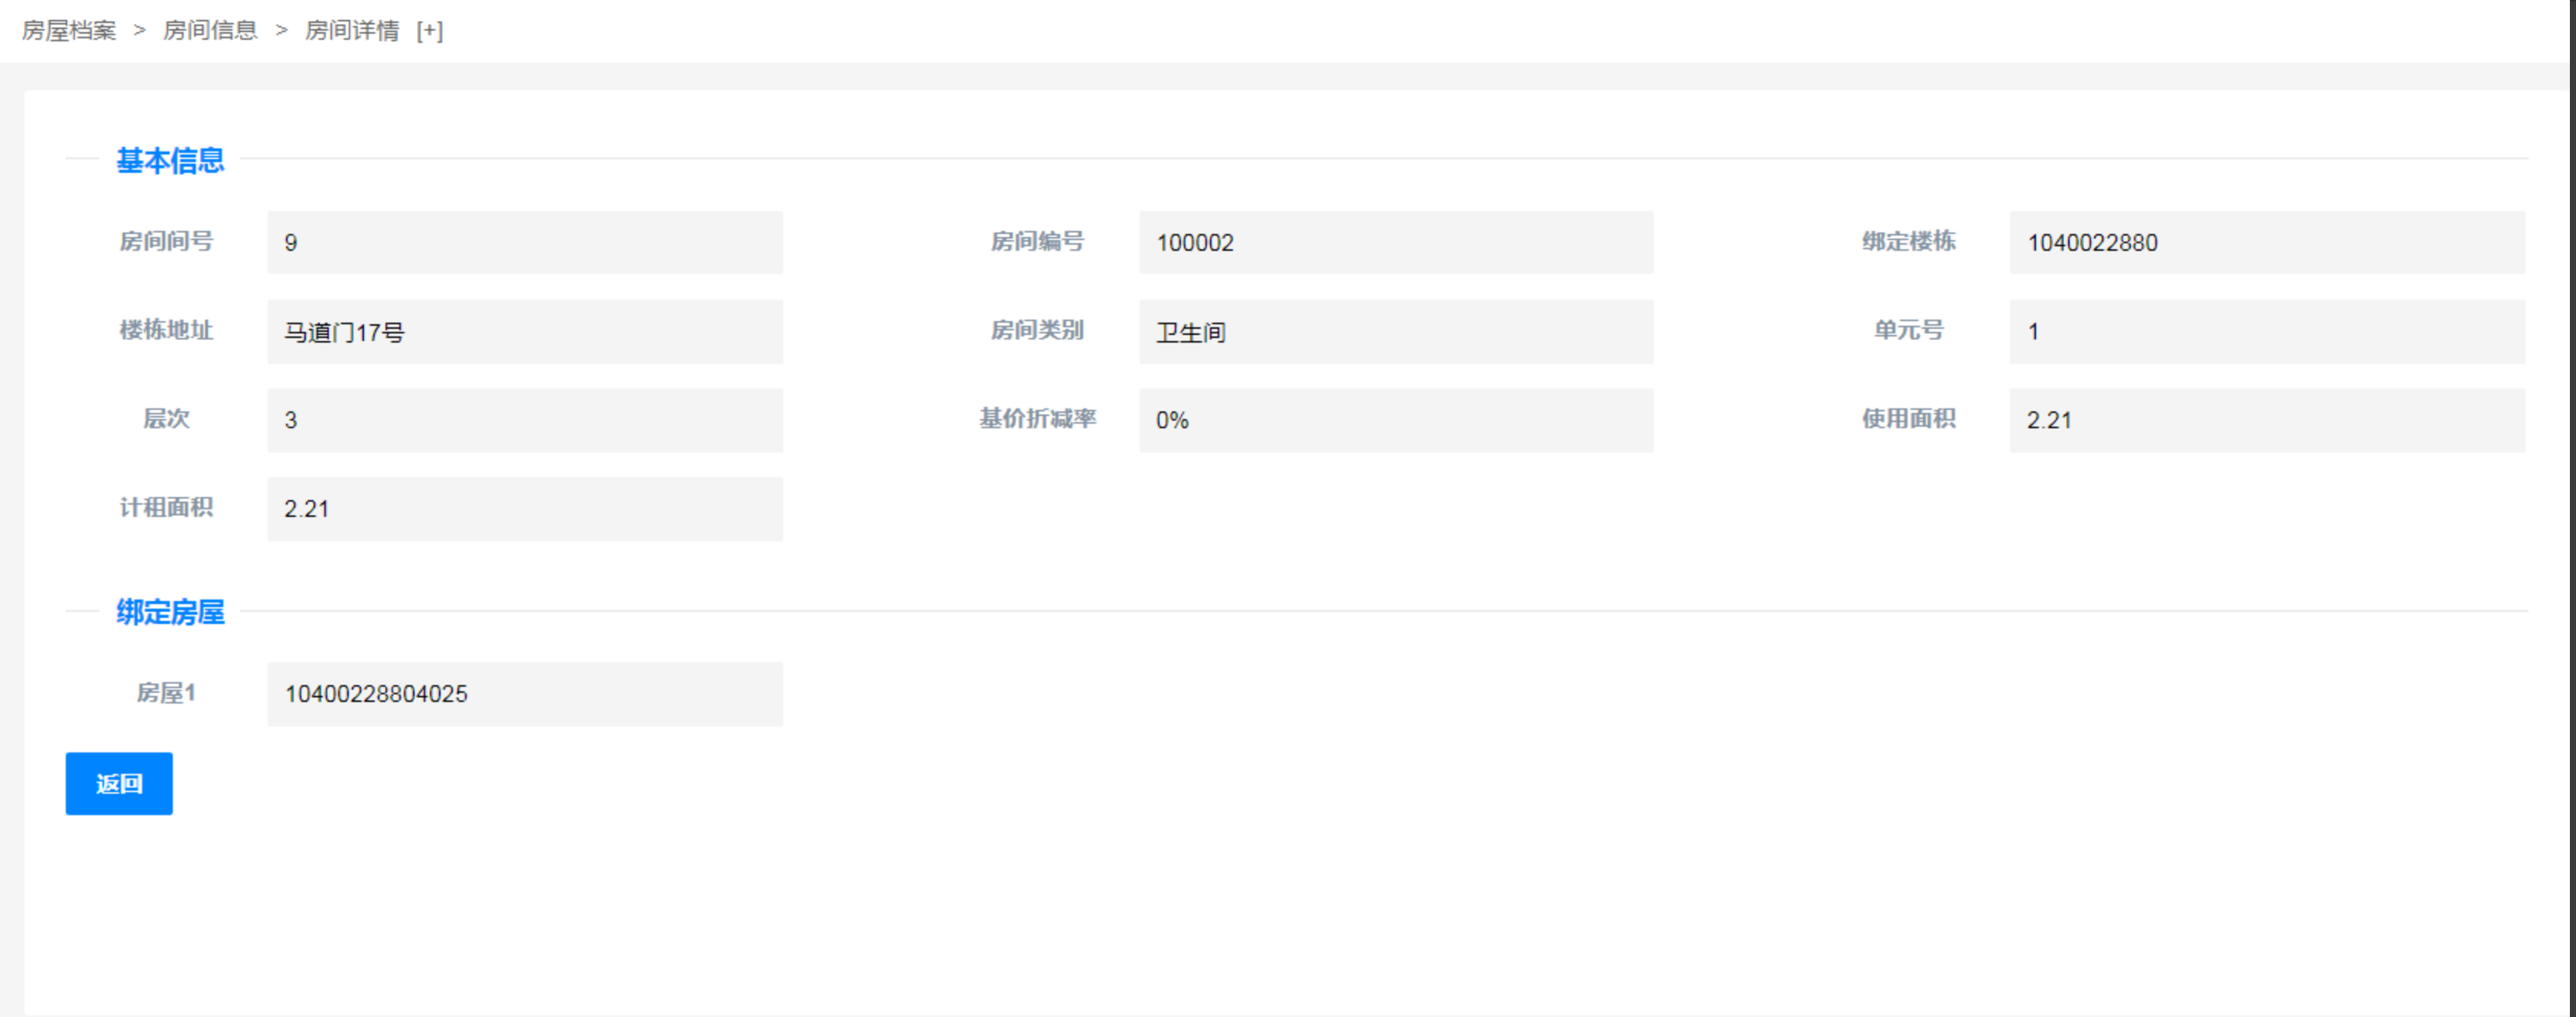 房屋档案 > 房间信息 > 房间详情 [+]
基本信息
房间间号 9 房间编号 100002 绑定楼栋 1040022880
楼栋地址 马道门17号 房间类别 卫生间 单元号 1
层次 3 基价折减率 0% 使用面积 2.21
计租面积 2.21
绑定房屋
房屋1 10400228804025
返回